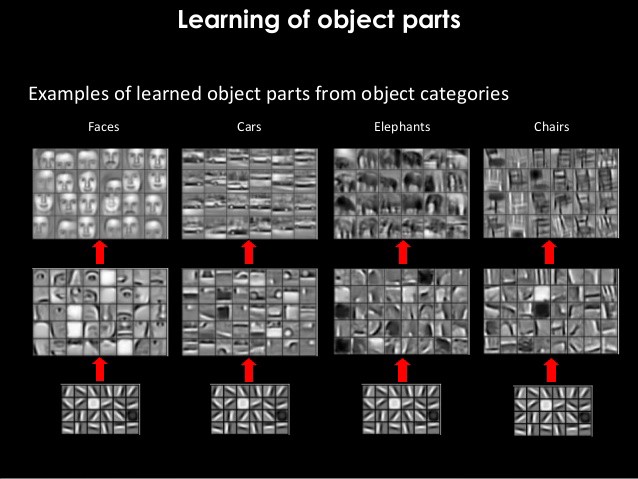 Learning of object parts
Examples of learned object parts from object categories
Faces
Cars
Elephants
Chairs